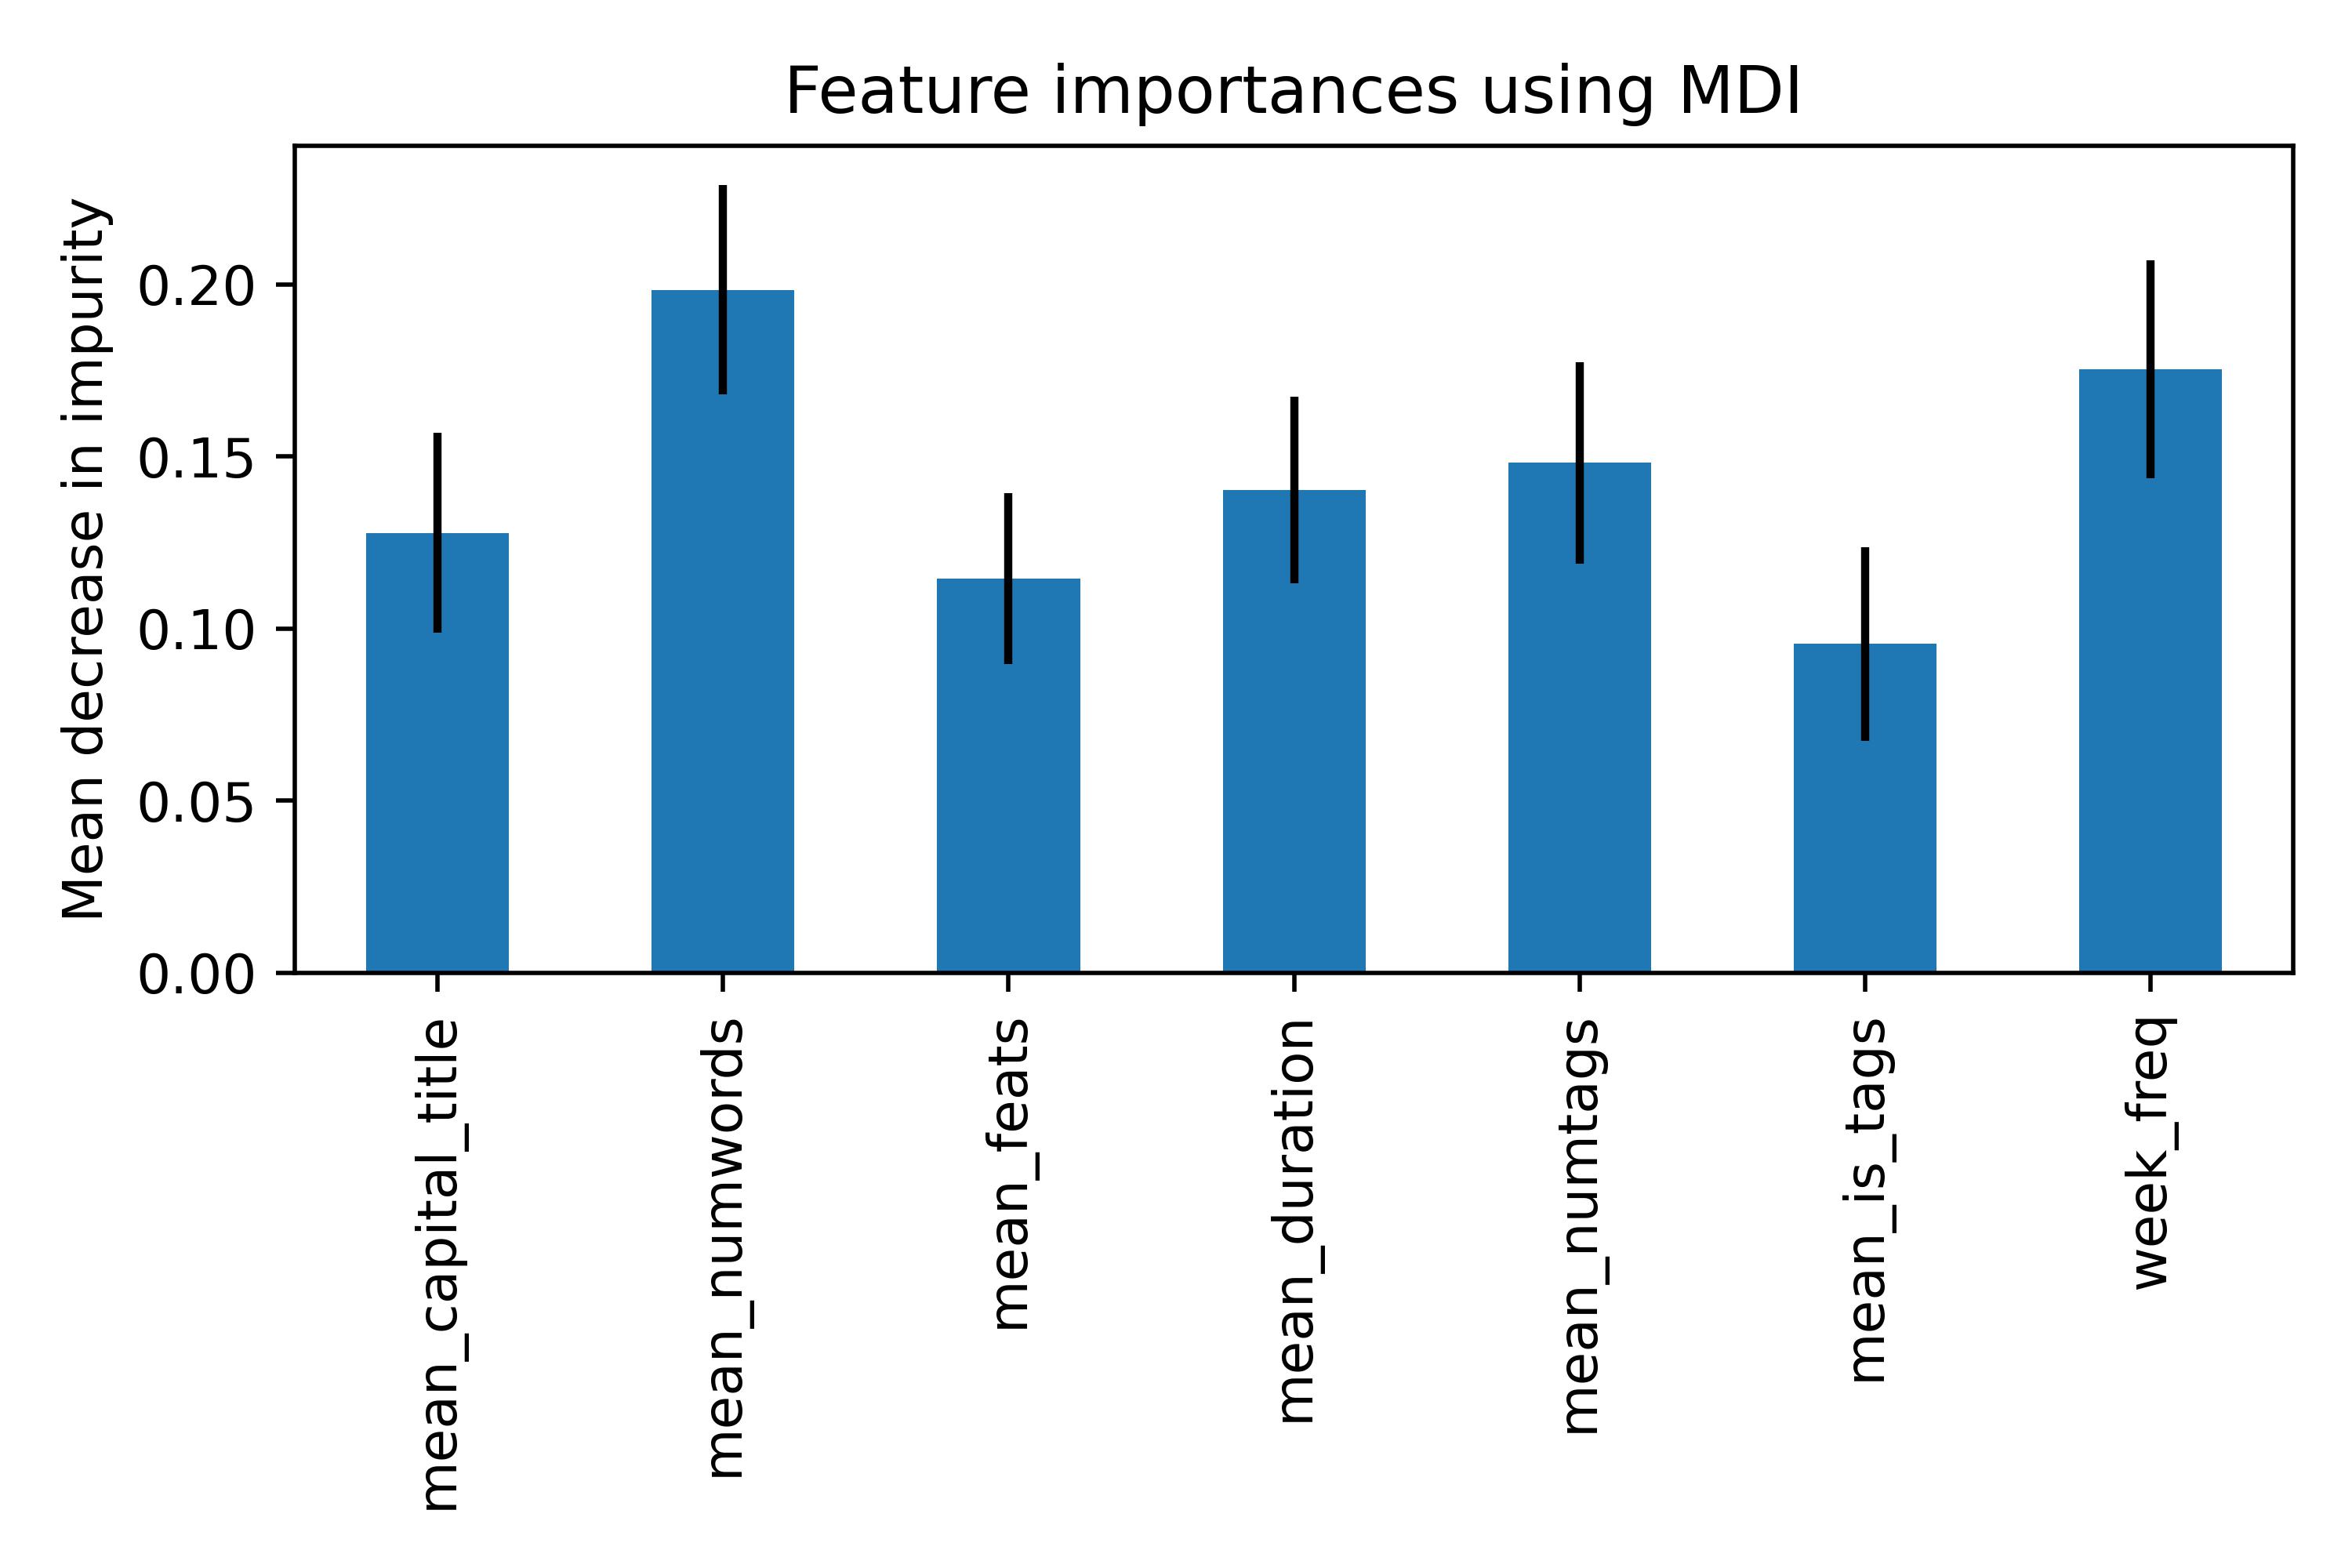 Feature importances using MDI
Mean decrease in impurity
0.20
0.15
0.10
0.05
0.00
mean_capital_title
mean_numwords
mean_feats
mean_duration
mean_numtags
mean_is_tags
week_freq